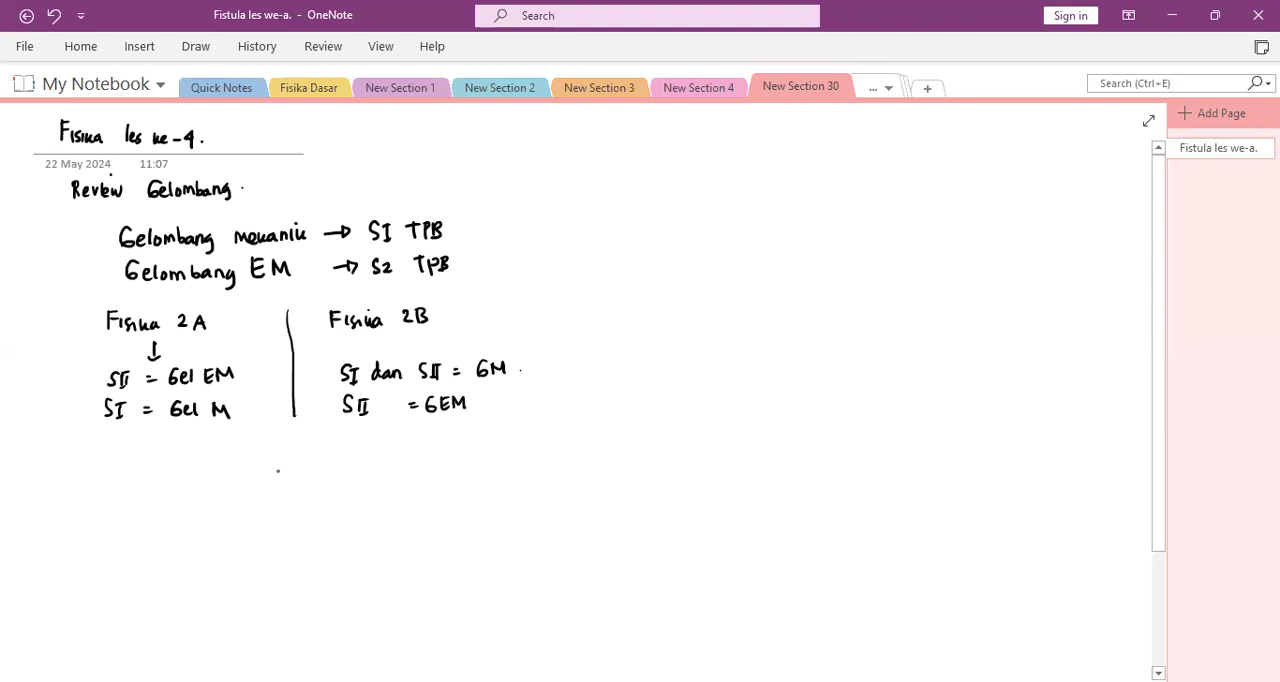 Fistula les we-a. - OneNote
Search
Sign in
File Home Insert Draw History Review View Help
My Notebook
Quick Notes Fisika Dasar New Section 1 New Section 2 New Section 3 New Section 4 New Section 30 ... +
Search (Ctrl+E)
Add Page
Fistula les we-a.
Fisika les ke-4.
22 May 2024 11:07
Review Gelombang.
Gelombang mekanik → SI TPB
Gelombang EM → S2 TPB
Fisika 2A
↓
SII = Gel EM
SI = Gel M
Fisika 2B
SI dan SII = GM.
SII = GEM